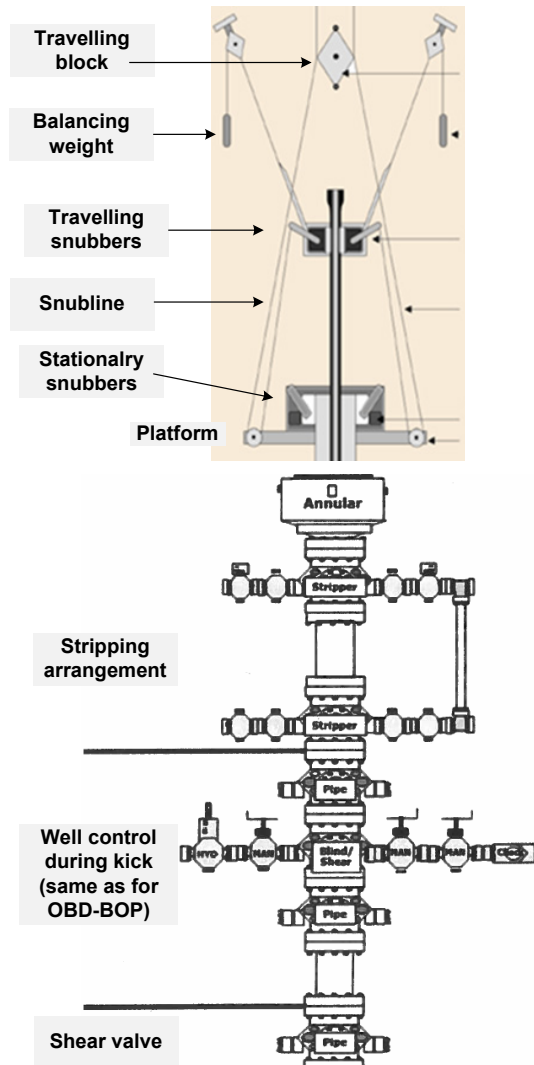 Travelling
block
Balancing
weight
Travelling
snubbers
Snubline
Stationalry
snubbers
Platform
Annular
Stripper
Stripping
arrangement
Stripper
Pipe
Well control
during kick
(same as for
OBD-BOP)
HYD
MAN
Blind/
Shear
MAN
MAN
Check
Pipe
Shear valve
Pipe